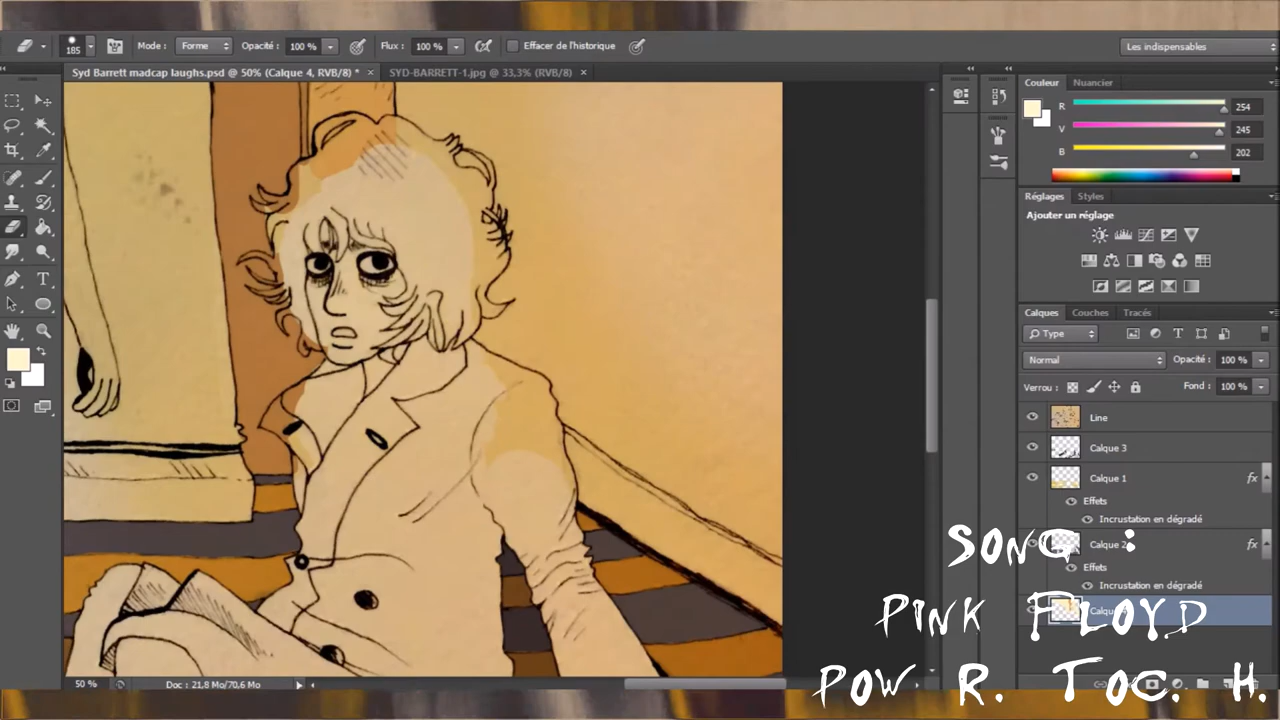 185 Mode : Forme Opacité : 100 % Flux : 100 % Effacer de l'historique Les indispensables
Syd Barrett madcap laughs.psd @ 50% (Calque 4, RVB/8) * × SYD-BARRETT-1.jpg @ 33,3% (RVB/8) ×
Couleur Nuancier
R 254
V 245
B 202
Réglages Styles
Ajouter un réglage
Calques Couches Tracés
Type
Normal Opacité : 100 %
Verrou : Fond : 100 %
Line
Calque 3
Calque 1 fx
Effets
Incrustation en dégradé
Calque 2 fx
Effets
Incrustation en dégradé
SONG :
PINK FLOYD
POW R. TOC. H.
50 % Doc : 21,8 Mo/70,6 Mo